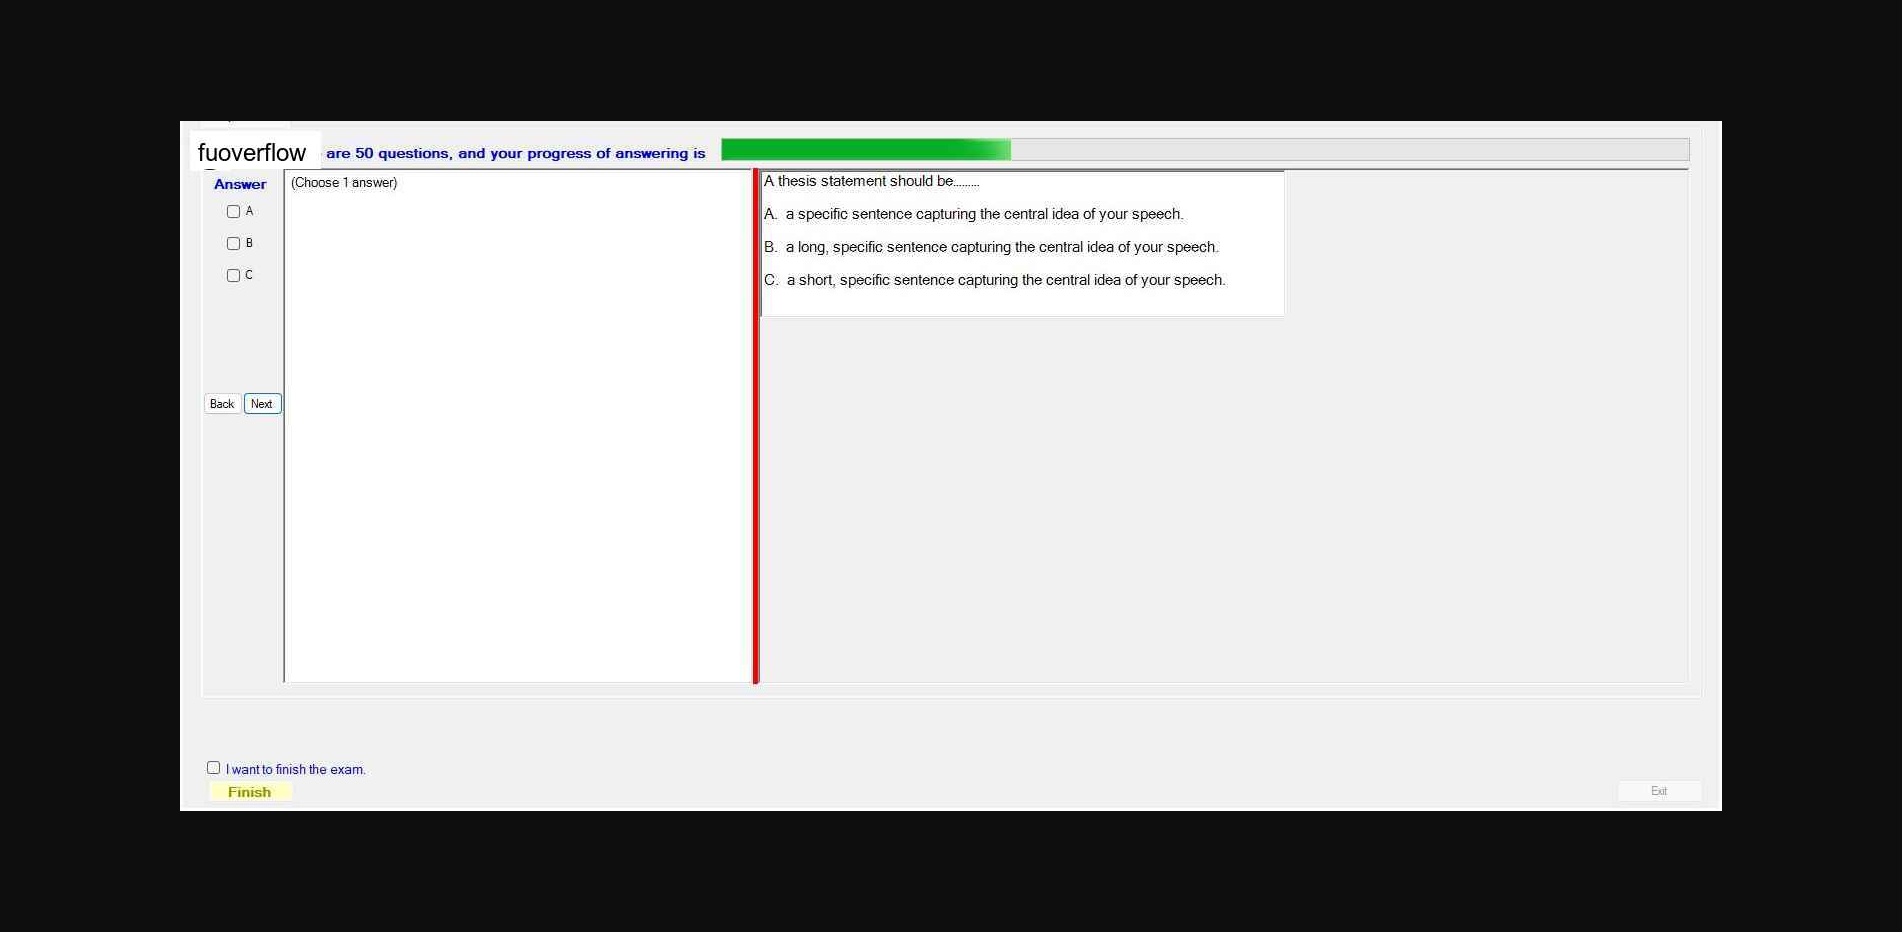 fuoverflow are 50 questions, and your progress of answering is
Answer
A
B
C
Back Next
(Choose 1 answer)
A thesis statement should be.........
A. a specific sentence capturing the central idea of your speech.
B. a long, specific sentence capturing the central idea of your speech.
C. a short, specific sentence capturing the central idea of your speech.
I want to finish the exam.
Finish
Exit